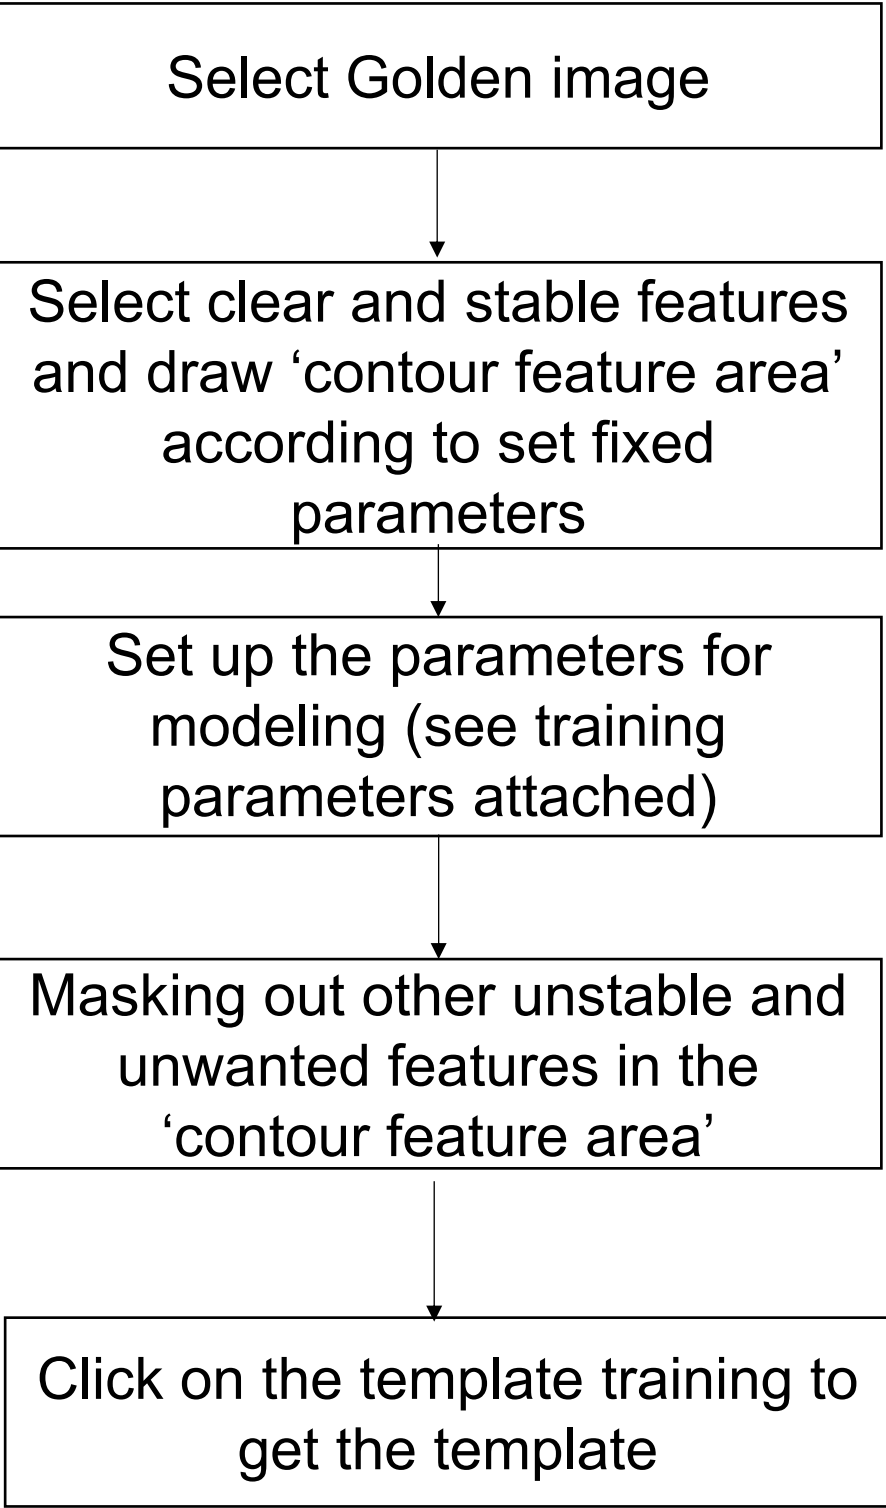 Select Golden image
Select clear and stable features
and draw ‘contour feature area’
according to set fixed
parameters
Set up the parameters for
modeling (see training
parameters attached)
Masking out other unstable and
unwanted features in the
‘contour feature area’
Click on the template training to
get the template